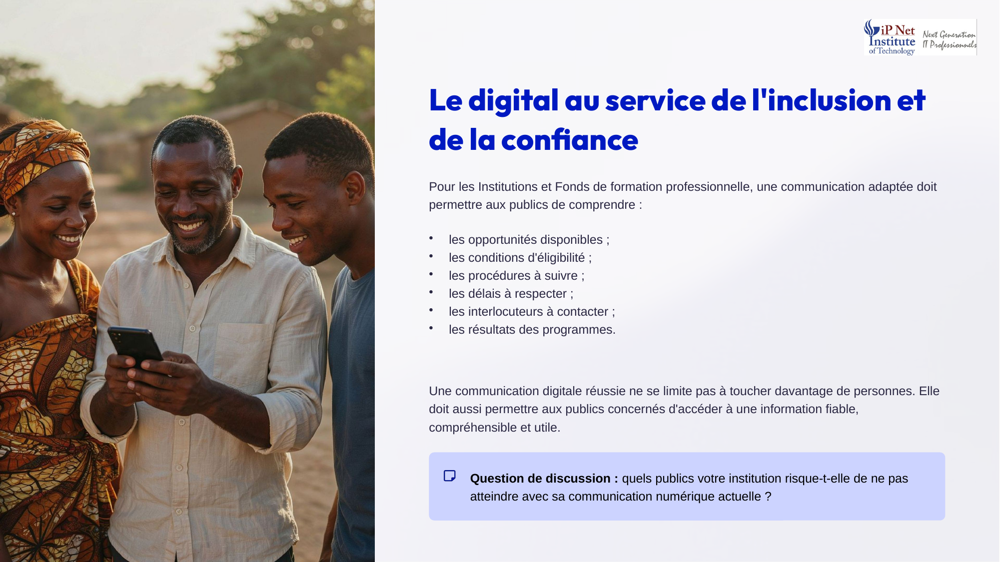 iP Net
Institute
of Technology
Next Generation
IT Professionnels
Le digital au service de l'inclusion et
de la confiance
Pour les Institutions et Fonds de formation professionnelle, une communication adaptée doit
permettre aux publics de comprendre :
• les opportunités disponibles ;
• les conditions d'éligibilité ;
• les procédures à suivre ;
• les délais à respecter ;
• les interlocuteurs à contacter ;
• les résultats des programmes.
Une communication digitale réussie ne se limite pas à toucher davantage de personnes. Elle
doit aussi permettre aux publics concernés d'accéder à une information fiable,
compréhensible et utile.
Question de discussion : quels publics votre institution risque-t-elle de ne pas
atteindre avec sa communication numérique actuelle ?